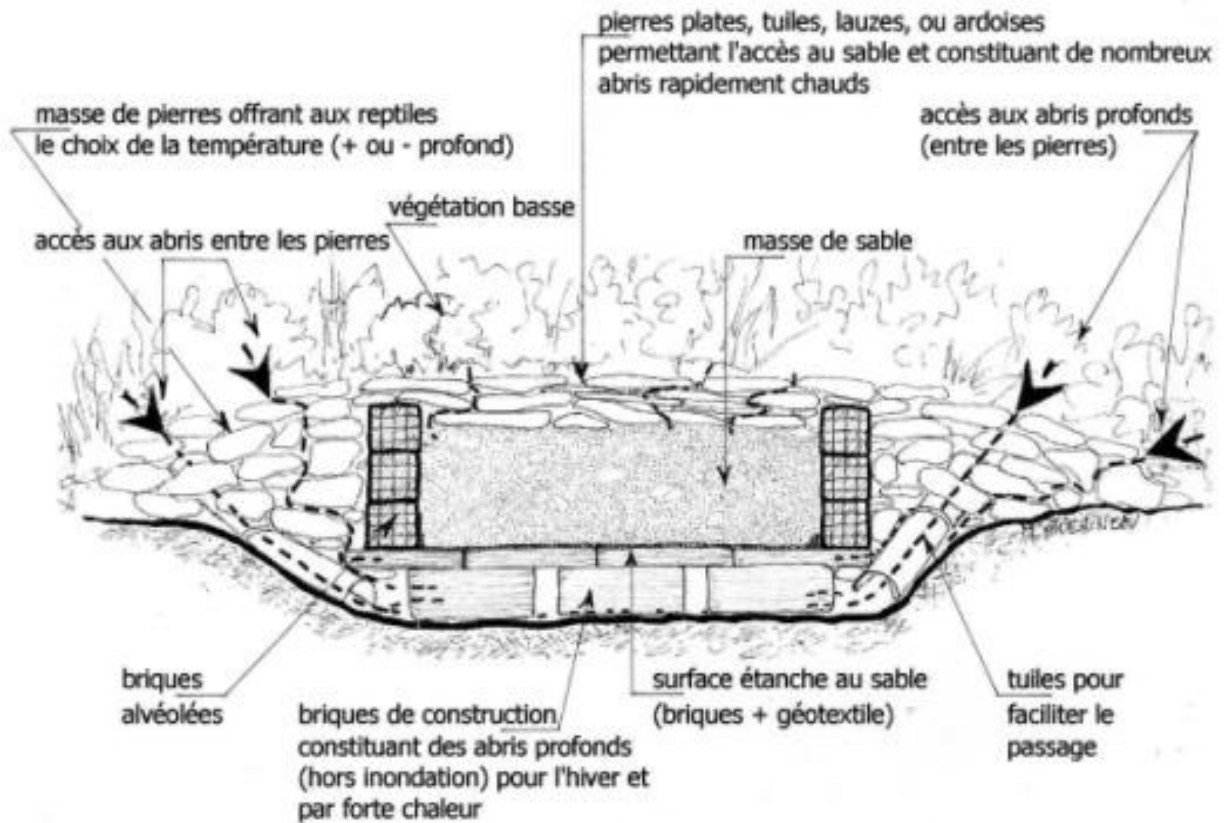 pierres plates, tuiles, lauzes, ou ardoises
permettant l'accès au sable et constituant de nombreux
abris rapidement chauds
masse de pierres offrant aux reptiles
le choix de la température (+ ou - profond)
accès aux abris profonds
(entre les pierres)
végétation basse
accès aux abris entre les pierres
masse de sable
briques
alvéolées
briques de construction
constituant des abris profonds
(hors inondation) pour l'hiver et
par forte chaleur
surface étanche au sable
(briques + géotextile)
tuiles pour
faciliter le
passage